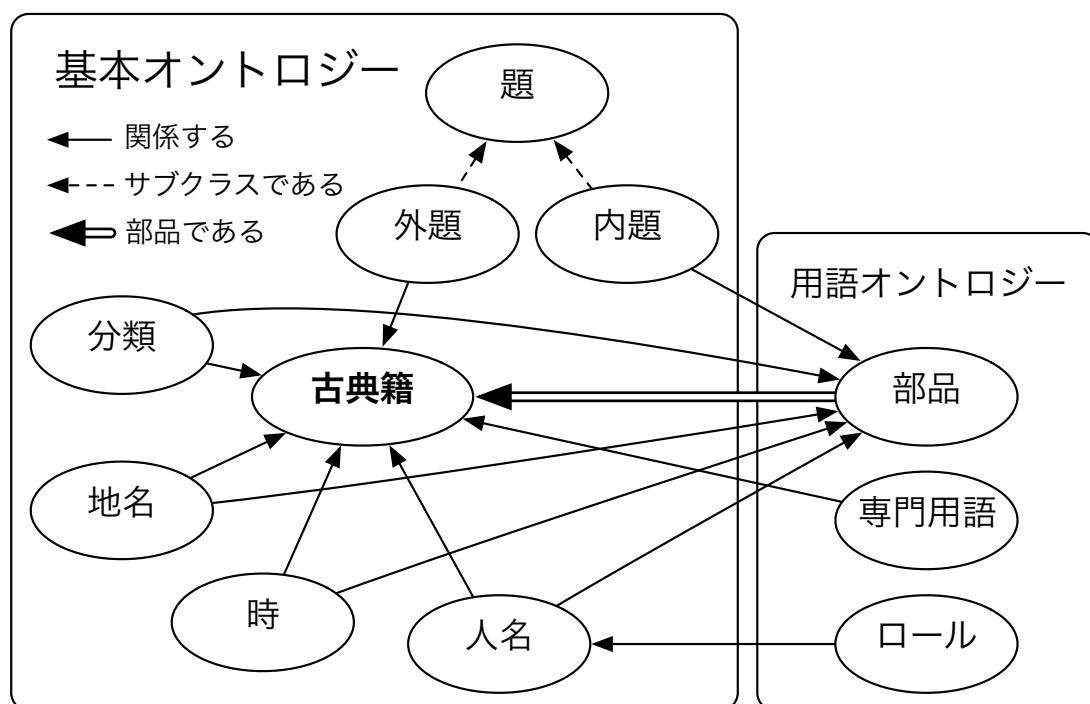 基本オントロジー
関係する
サブクラスである
部品である
題
外題
内題
用語オントロジー
分類
古典籍
部品
地名
専門用語
時
人名
ロール